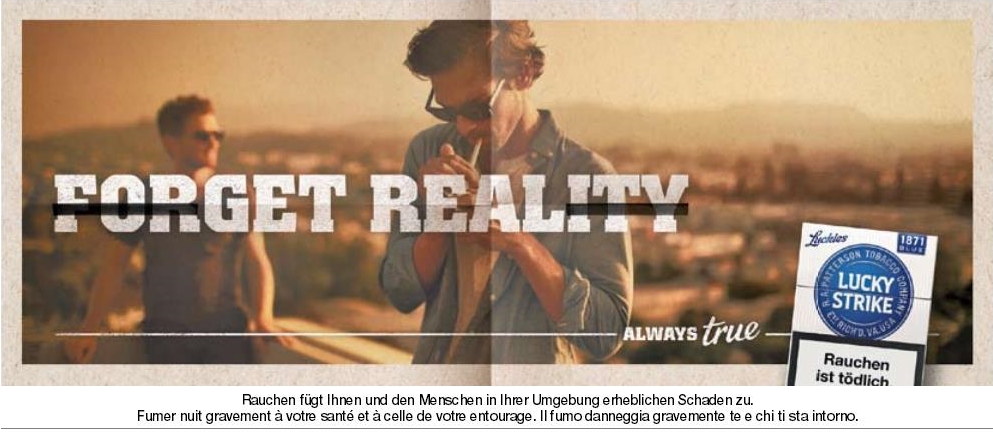 FORGET REALITY
ALWAYS true
Luckies
1871
BLUE
R.A. PATTERSON TOBACCO COMPANY
LUCKY
STRIKE
EST. RICH'D. VA. USA
Rauchen
ist tödlich
Rauchen fügt Ihnen und den Menschen in Ihrer Umgebung erheblichen Schaden zu.
Fumer nuit gravement à votre santé et à celle de votre entourage. Il fumo danneggia gravemente te e chi ti sta intorno.